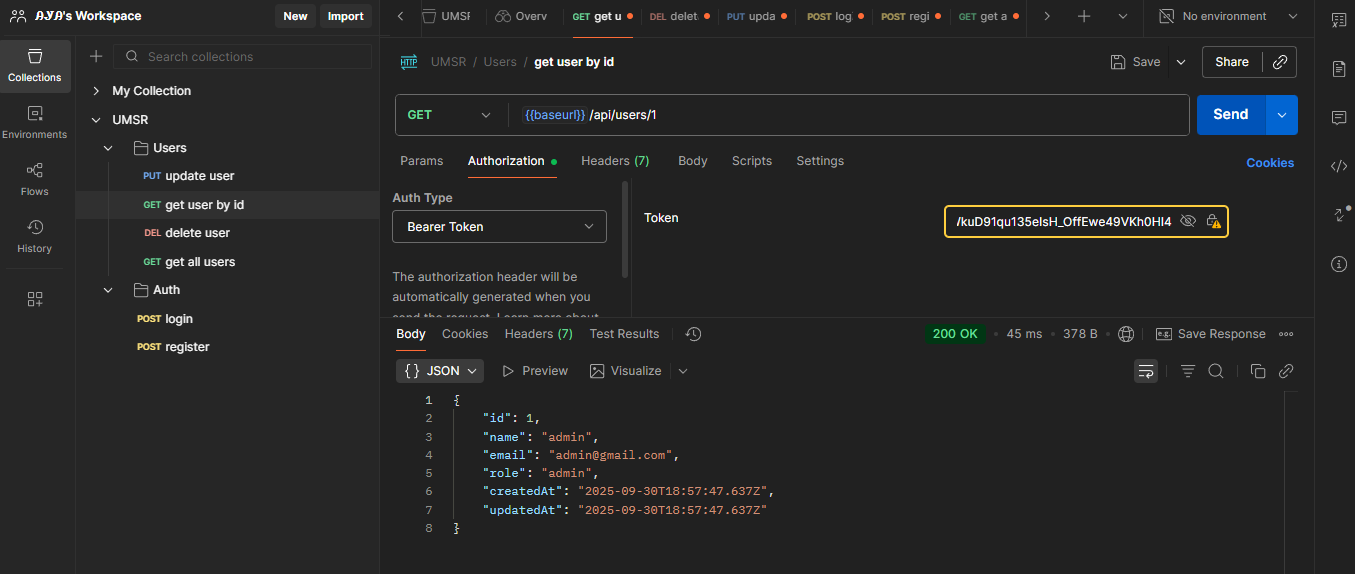 ДУД's Workspace
New
Import
UMSR
Overv
GET get u
DEL delet
PUT upda
POST log
POST regi
GET get a
No environment
Collections
Environments
Flows
History
Search collections
My Collection
UMSR
Users
PUT update user
GET get user by id
DEL delete user
GET get all users
Auth
POST login
POST register
HTTP UMSR / Users / get user by id
Save
Share
GET
{{baseurl}} /api/users/1
Send
Params
Authorization
Headers (7)
Body
Scripts
Settings
Cookies
Auth Type
Bearer Token
The authorization header will be
automatically generated when you
send the request. Learn more about
Token
/kuD91qu135elsH_OffEwe49VKh0HI4
Body
Cookies
Headers (7)
Test Results
200 OK
45 ms
378 B
e.g. Save Response
{} JSON
Preview
Visualize
1 {
2 "id": 1,
3 "name": "admin",
4 "email": "admin@gmail.com",
5 "role": "admin",
6 "createdAt": "2025-09-30T18:57:47.637Z",
7 "updatedAt": "2025-09-30T18:57:47.637Z"
8 }